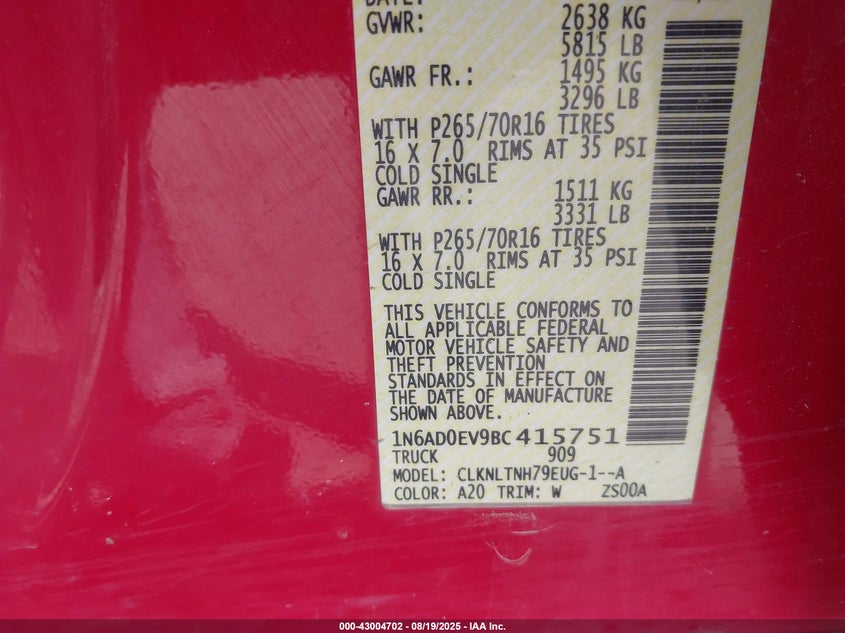 GVWR: 2638 KG
5815 LB
GAWR FR.: 1495 KG
3296 LB
WITH P265/70R16 TIRES
16 X 7.0 RIMS AT 35 PSI
COLD SINGLE
GAWR RR.: 1511 KG
3331 LB
WITH P265/70R16 TIRES
16 X 7.0 RIMS AT 35 PSI
COLD SINGLE
THIS VEHICLE CONFORMS TO
ALL APPLICABLE FEDERAL
MOTOR VEHICLE SAFETY AND
THEFT PREVENTION
STANDARDS IN EFFECT ON
THE DATE OF MANUFACTURE
SHOWN ABOVE.
1N6AD0EV9BC415751
TRUCK 909
MODEL: CLKNLTNH79EUG-1--A
COLOR: A20 TRIM: W ZS00A
000-43004702 - 08/19/2025 - IAA Inc.